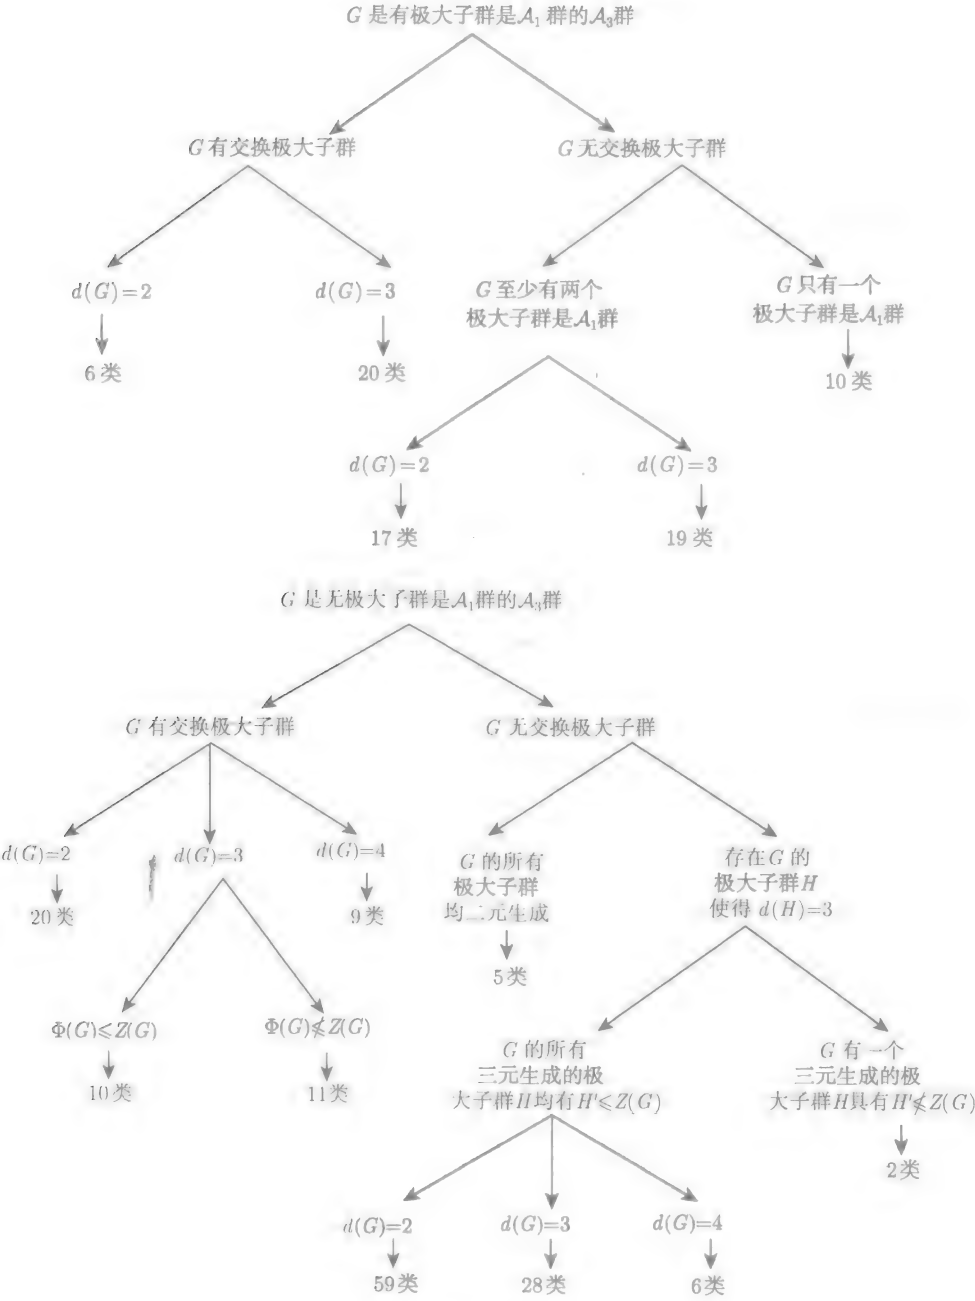 G 是有极大子群是A₁ 群的A₃群
G 有交换极大子群
G 无交换极大子群
d(G)=2
d(G)=3
G 至少有两个
极大子群是A₁群
G 只有一个
极大子群是A₁群
6 类
20 类
10 类
d(G)=2
d(G)=3
17 类
19 类
G 是无极大子群是A₁群的A₃群
G 有交换极大子群
G 无交换极大子群
d(G)=2
d(G)=3
d(G)=4
G 的所有
极大子群
均二元生成
存在G 的
极大子群H
使得 d(H)=3
20 类
9 类
5 类
Φ(G)≤Z(G)
Φ(G)≰Z(G)
10 类
11 类
G 的所有
三元生成的极
大子群H均有H′≤Z(G)
G 有一个
三元生成的极
大子群H具有H′≰Z(G)
2 类
d(G)=2
d(G)=3
d(G)=4
59 类
28 类
6 类